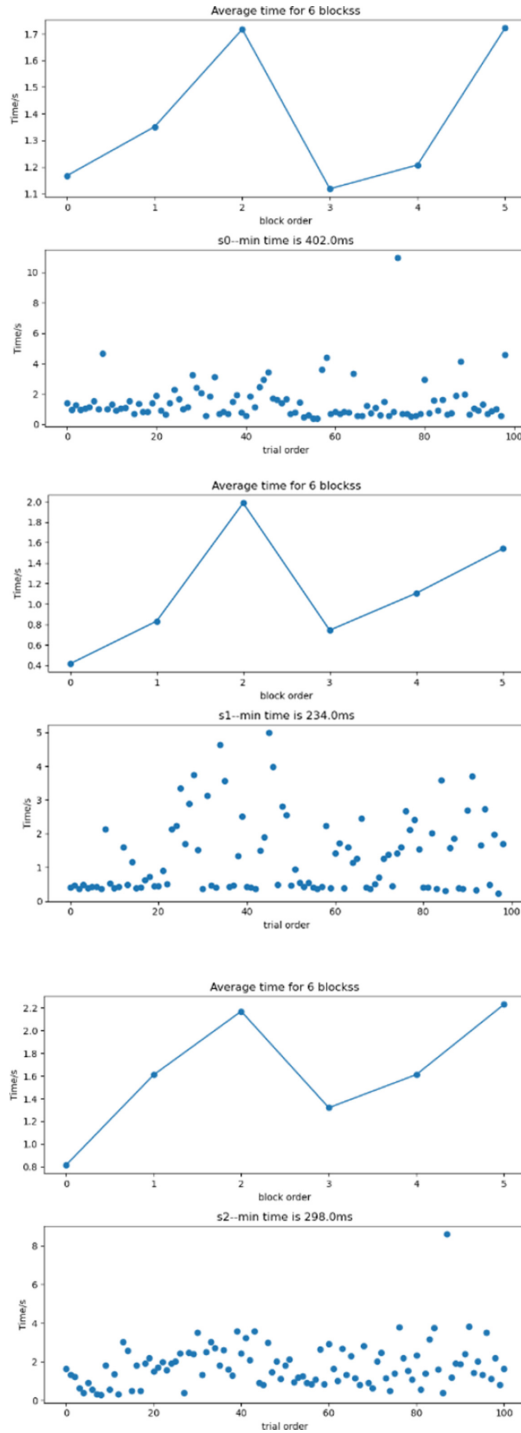 Average time for 6 blockss
1.7
1.6
1.5
1.4
1.3
1.2
1.1
Time/s
0 1 2 3 4 5
block order
s0--min time is 402.0ms
10
8
6
4
2
0
Time/s
0 20 40 60 80 100
trial order
Average time for 6 blockss
2.0
1.8
1.6
1.4
1.2
1.0
0.8
0.6
0.4
Time/s
0 1 2 3 4 5
block order
s1--min time is 234.0ms
5
4
3
2
1
0
Time/s
0 20 40 60 80 100
trial order
Average time for 6 blockss
2.2
2.0
1.8
1.6
1.4
1.2
1.0
0.8
Time/s
0 1 2 3 4 5
block order
s2--min time is 298.0ms
8
6
4
2
0
Time/s
0 20 40 60 80 100
trial order